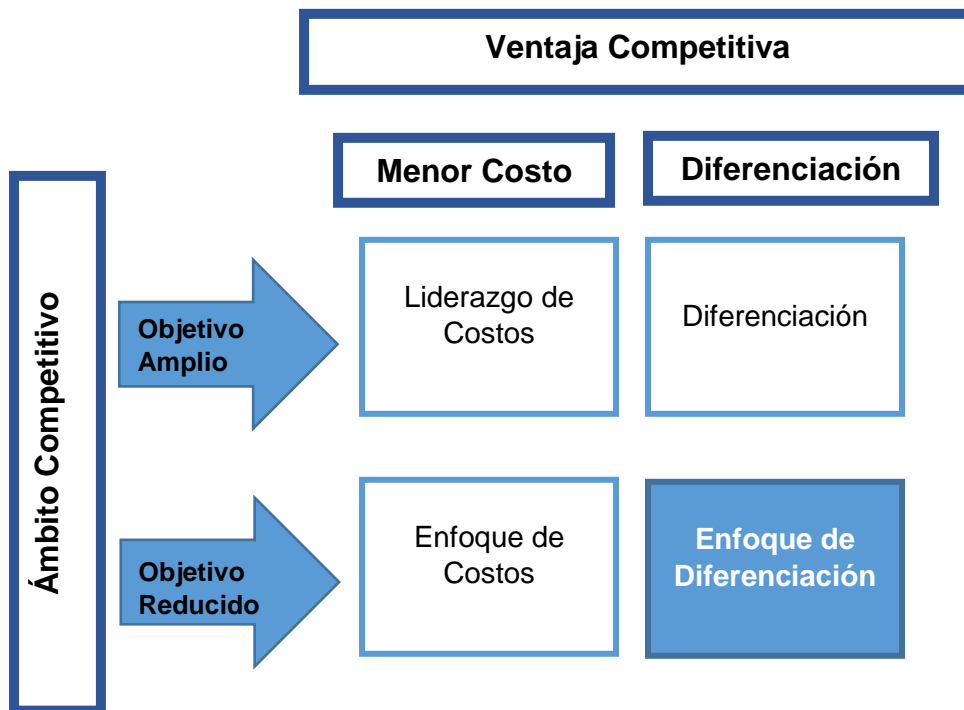 Ventaja Competitiva
Menor Costo
Diferenciación
Ámbito Competitivo
Objetivo
Amplio
Liderazgo de
Costos
Diferenciación
Objetivo
Reducido
Enfoque de
Costos
Enfoque de
Diferenciación